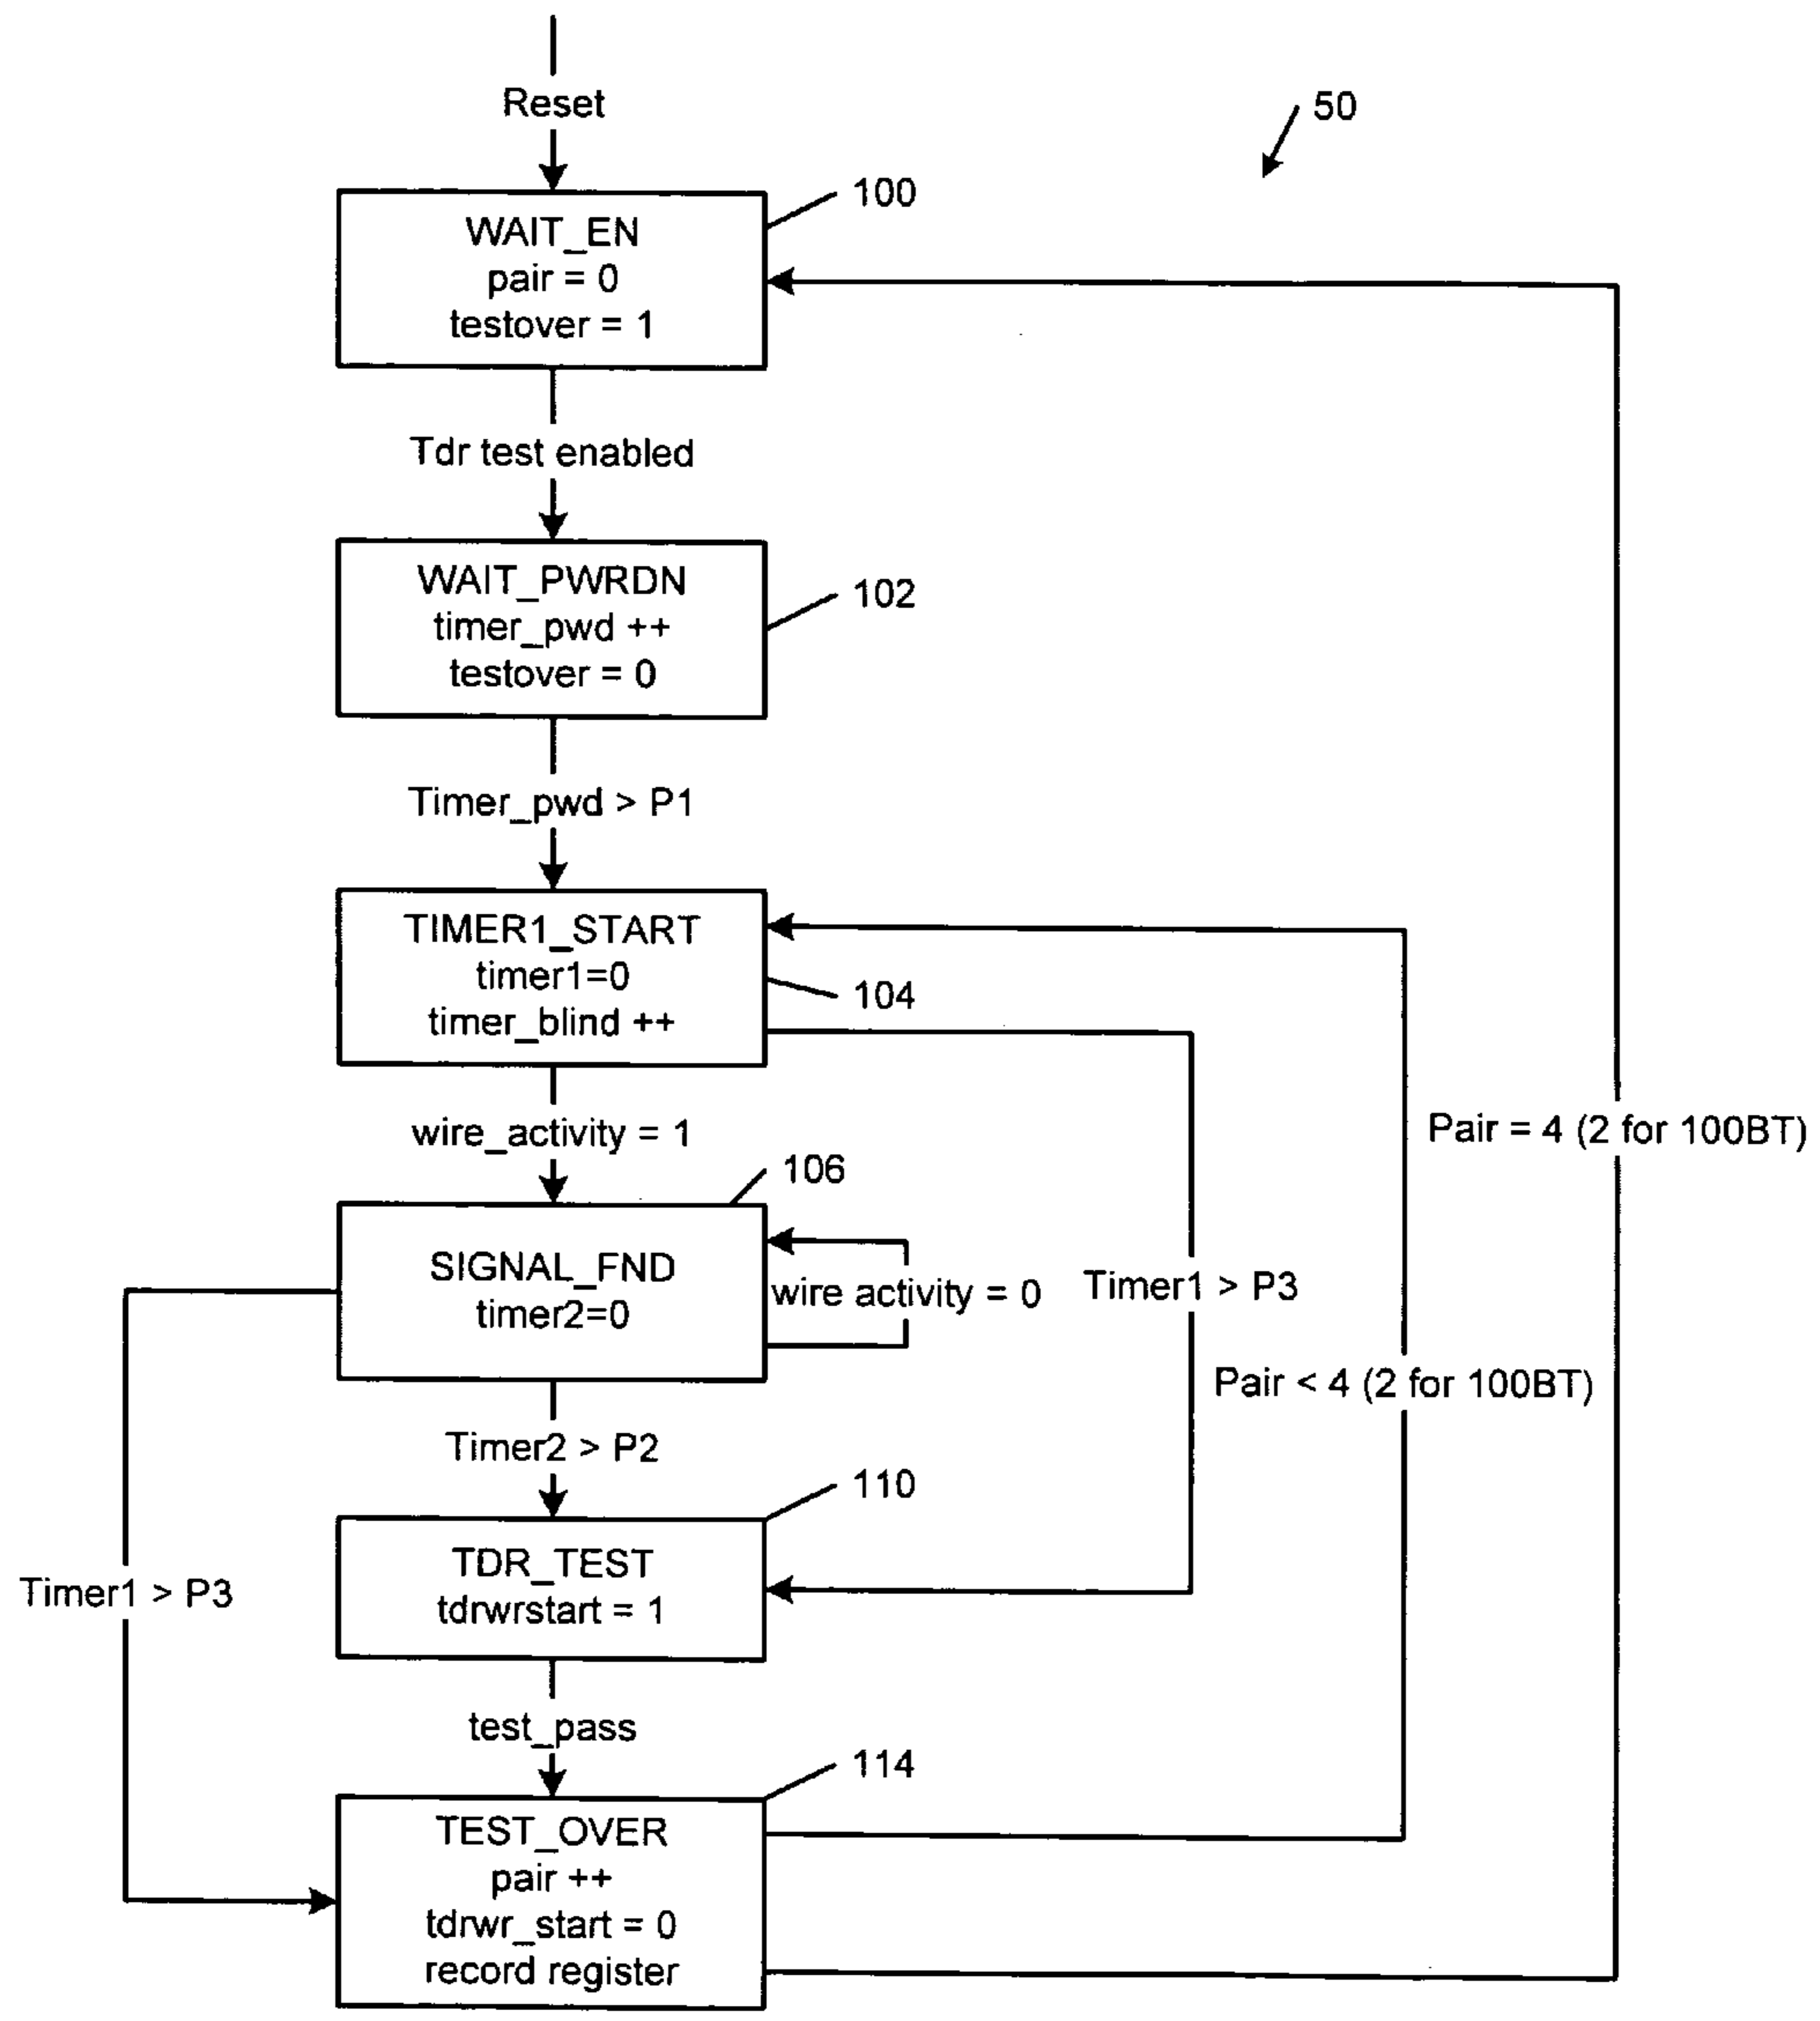 Reset
50
100
WAIT_EN
pair = 0
testover = 1
Tdr test enabled
WAIT_PWRDN
timer_pwd ++
testover = 0
102
Timer_pwd > P1
TIMER1_START
timer1=0
timer_blind ++
104
wire_activity = 1
Pair = 4 (2 for 100BT)
106
SIGNAL_FND
timer2=0
wire activity = 0
Timer1 > P3
Pair < 4 (2 for 100BT)
Timer2 > P2
110
TDR_TEST
tdrwrstart = 1
Timer1 > P3
test_pass
114
TEST_OVER
pair ++
tdrwr_start = 0
record register